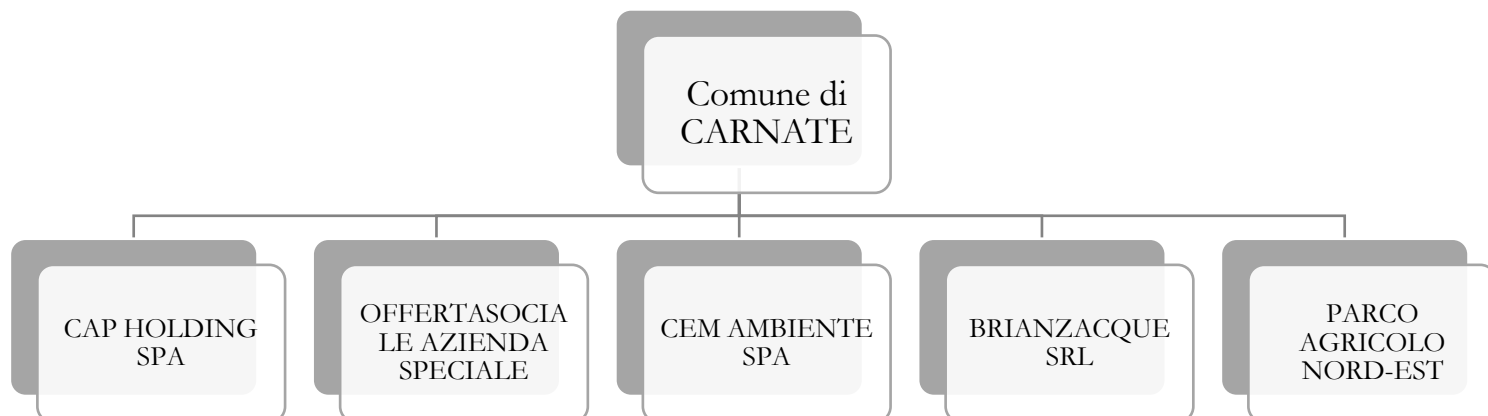 Comune di
CARNATE
CAP HOLDING
SPA
OFFERTASOCIA
LE AZIENDA
SPECIALE
CEM AMBIENTE
SPA
BRIANZACQUE
SRL
PARCO
AGRICOLO
NORD-EST